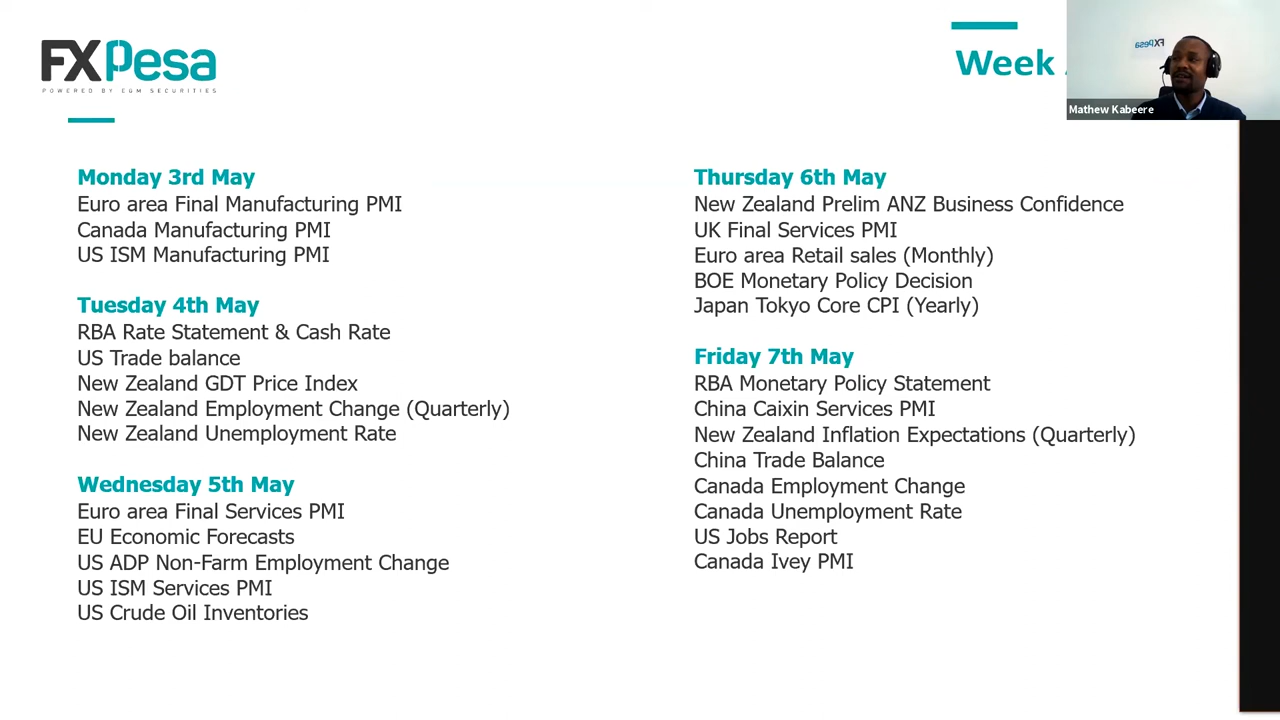 FXPesa
POWERED BY EGM SECURITIES
Week
FXPesa
Mathew Kabeere
Monday 3rd May
Euro area Final Manufacturing PMI
Canada Manufacturing PMI
US ISM Manufacturing PMI
Tuesday 4th May
RBA Rate Statement & Cash Rate
US Trade balance
New Zealand GDT Price Index
New Zealand Employment Change (Quarterly)
New Zealand Unemployment Rate
Wednesday 5th May
Euro area Final Services PMI
EU Economic Forecasts
US ADP Non-Farm Employment Change
US ISM Services PMI
US Crude Oil Inventories
Thursday 6th May
New Zealand Prelim ANZ Business Confidence
UK Final Services PMI
Euro area Retail sales (Monthly)
BOE Monetary Policy Decision
Japan Tokyo Core CPI (Yearly)
Friday 7th May
RBA Monetary Policy Statement
China Caixin Services PMI
New Zealand Inflation Expectations (Quarterly)
China Trade Balance
Canada Employment Change
Canada Unemployment Rate
US Jobs Report
Canada Ivey PMI